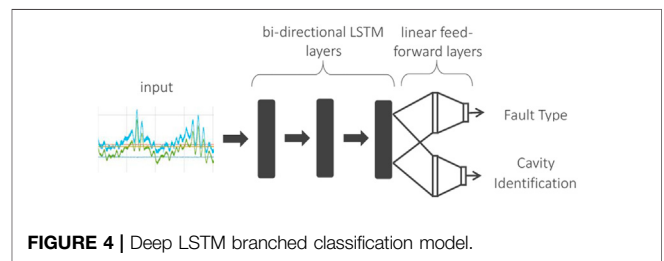 bi-directional LSTM
layers
linear feed-
forward layers
input
Fault Type
Cavity
Identification
FIGURE 4 | Deep LSTM branched classification model.